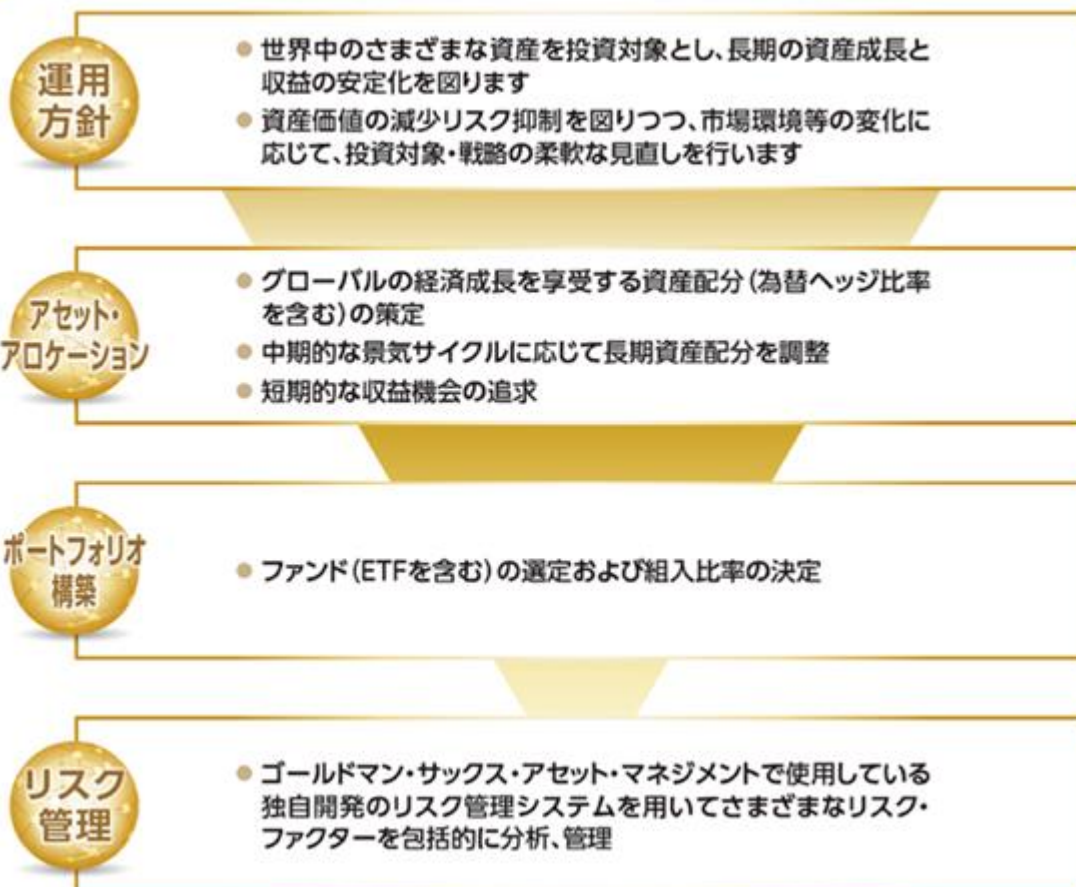 運用
方針
● 世界中のさまざまな資産を投資対象とし、長期の資産成長と
収益の安定化を図ります
● 資産価値の減少リスク抑制を図りつつ、市場環境等の変化に
応じて、投資対象・戦略の柔軟な見直しを行います
アセット・
アロケーション
● グローバルの経済成長を享受する資産配分(為替ヘッジ比率
を含む)の策定
● 中期的な景気サイクルに応じて長期資産配分を調整
● 短期的な収益機会の追求
ポートフォリオ
構築
● ファンド(ETFを含む)の選定および組入比率の決定
リスク
管理
● ゴールドマン・サックス・アセット・マネジメントで使用している
独自開発のリスク管理システムを用いてさまざまなリスク・
ファクターを包括的に分析、管理